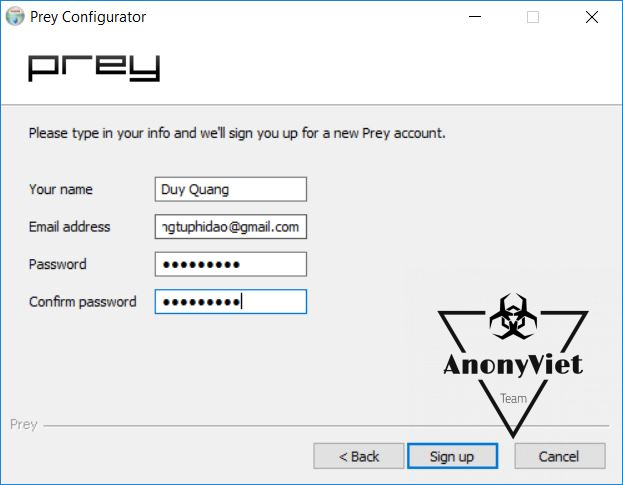 Prey Configurator
prey
Please type in your info and we'll sign you up for a new Prey account.
Your name Duy Quang
Email address ngtuphidao@gmail.com
Password •••••••••
Confirm password •••••••••
AnonyViet
Team
Prey
< Back Sign up Cancel